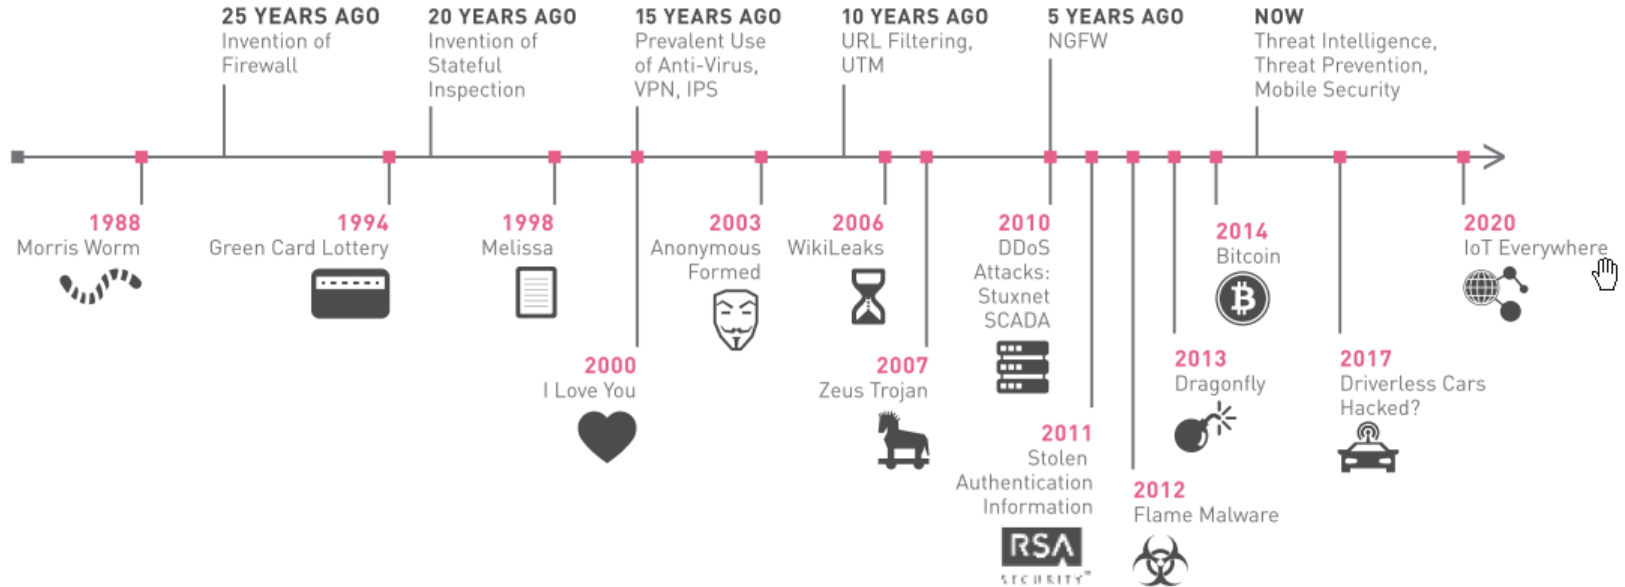 25 YEARS AGO
Invention of
Firewall
20 YEARS AGO
Invention of
Stateful
Inspection
15 YEARS AGO
Prevalent Use
of Anti-Virus,
VPN, IPS
10 YEARS AGO
URL Filtering,
UTM
5 YEARS AGO
NGFW
NOW
Threat Intelligence,
Threat Prevention,
Mobile Security
1988
Morris Worm
1994
Green Card Lottery
1998
Melissa
2000
I Love You
2003
Anonymous
Formed
2006
WikiLeaks
2007
Zeus Trojan
2010
DDoS
Attacks:
Stuxnet
SCADA
2011
Stolen
Authentication
Information
RSA
SECURITY™
2012
Flame Malware
2013
Dragonfly
2014
Bitcoin
2017
Driverless Cars
Hacked?
2020
IoT Everywhere